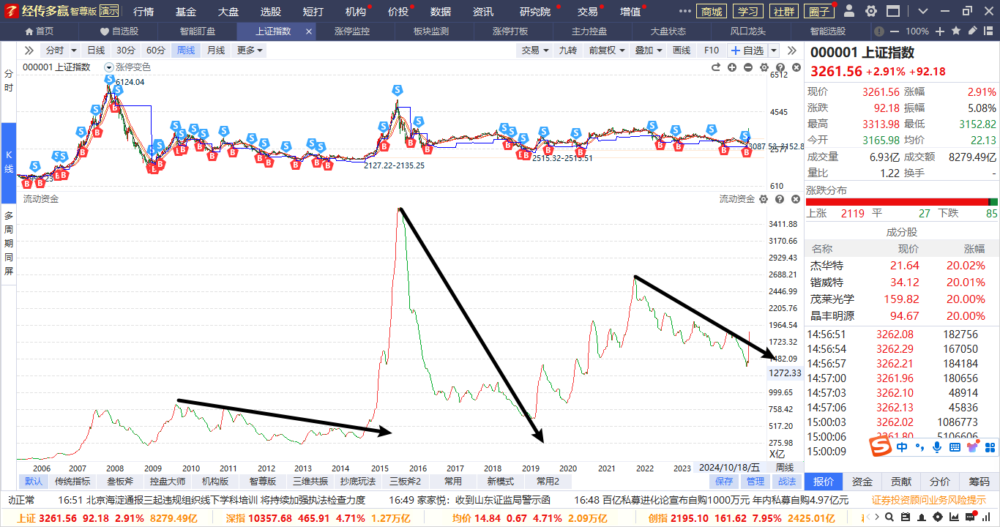 经传多赢 智尊版 演示 行情 基金 大盘 选股 短打 机构 价投 数据 资讯 研究院 交易 增值 商城 学习 社群 圈子
首页 自选股 智能盯盘 上证指数 涨停监控 板块监测 涨停打板 主力控盘 大盘状态 风口龙头 智能选股 100%
分时 日线 30分 60分 周线 月线 更多 交易 九转 前复权 叠加 画线 F10 自选
000001 上证指数 涨停变色
分时
K线
多周期同屏
6124.04
2127.22-2135.25
2515.32-2513.51
6512
4545
2577
610
流动资金 流动资金
3411.88
3170.66
2929.43
2688.21
2446.99
2205.76
1964.54
1723.32
1482.09
1272.33
999.65
758.42
517.20
275.98
X亿
2006 2007 2008 2009 2010 2011 2012 2013 2014 2015 2016 2017 2018 2019 2020 2021 2022 2023 2024/10/18/五 周线
默认 传统指标 叁板斧 控盘大师 机构版 智尊版 三维共振 抄底玩法 三板斧2 常用 新模式 常用2 保存 管理 战法
000001 上证指数
3261.56 +2.91% +92.18
现价 3261.56 涨幅 2.91%
涨跌 92.18 振幅 5.08%
最高 3313.98 最低 3152.82
今开 3165.98 均价 22.13
成交量 6.93亿 成交额 8279.49亿
量比 1.22 换手 -
涨跌分布
上涨 2119 平 27 下跌 85
成分股
名称 现价 涨幅
杰华特 21.64 20.02%
锴威特 34.12 20.01%
茂莱光学 159.82 20.00%
晶丰明源 94.67 20.00%
14:56:51 3262.08 182756
14:56:54 3262.29 167050
14:56:57 3262.21 184184
14:57:00 3261.96 180656
14:57:03 3262.10 48914
14:57:06 3262.13 45836
15:00:03 3262.02 1086773
15:00:06 3261.80 5106606
15:00:09
中
报价 资金 贡献 分价 筹码
动正常 16:51 北京海淀通报三起违规组织线下学科培训 将持续加强执法检查力度 16:49 家家悦：收到山东证监局警示函 16:48 百亿私募进化论宣布自购1000万元 年内私募自购4.97亿元 证券投资顾问业务风险提示
上证 3261.56 92.18 2.91% 8279.49亿 深指 10357.68 465.91 4.71% 1.27万亿 均价 14.84 0.67 4.71% 2.09万亿 创指 2195.10 161.62 7.95% 2425.01亿